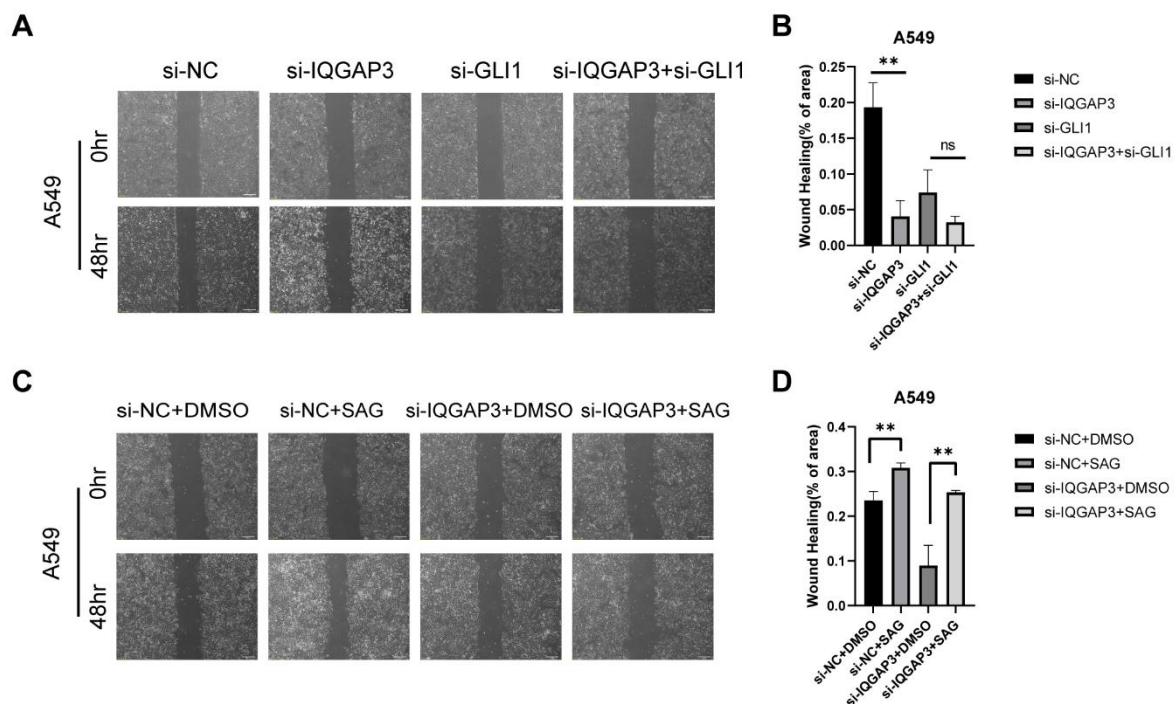 A
si-NC si-IQGAP3 si-GLI1 si-IQGAP3+si-GLI1
A549
0hr
48hr
B
A549
Wound Healing(% of area)
0.25
0.20
0.15
0.10
0.05
0.00
**
ns
si-NC
si-IQGAP3
si-GLI1
si-IQGAP3+si-GLI1
si-NC
si-IQGAP3
si-GLI1
si-IQGAP3+si-GLI1
C
si-NC+DMSO si-NC+SAG si-IQGAP3+DMSO si-IQGAP3+SAG
A549
0hr
48hr
D
A549
Wound Healing(% of area)
0.4
0.3
0.2
0.1
0.0
**
**
si-NC+DMSO
si-NC+SAG
si-IQGAP3+DMSO
si-IQGAP3+SAG
si-NC+DMSO
si-NC+SAG
si-IQGAP3+DMSO
si-IQGAP3+SAG